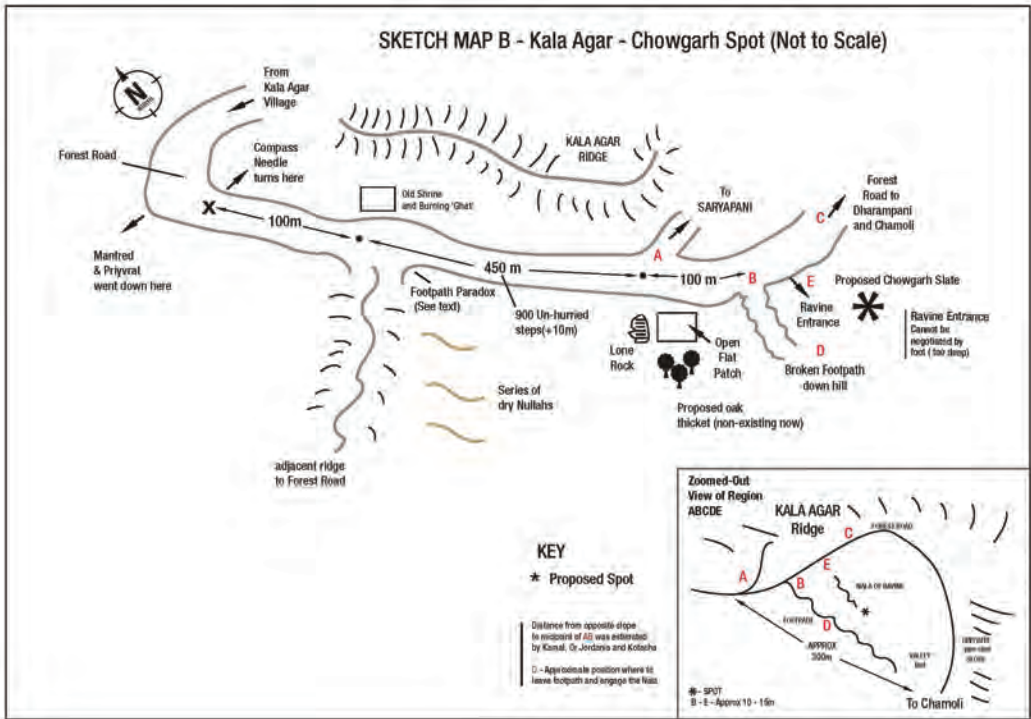 SKETCH MAP B - Kala Agar - Chowgarh Spot (Not to Scale)
N
From
Kala Agar
Village
Forest Road
Compass
Needle
turns here
KALA AGAR
RIDGE
Old Shrine
and Burning 'Ghat'
To
SARYAPANI
Forest
Road to
Dharampani
and Chamoli
C
X
100m
A
Mantred
& Priyvrat
went down here
450 m
100 m
B
E
Proposed Chowgarh Slate
Footpath Paradox
(See text)
900 Un-hurried
steps(+10m)
Ravine
Entrance
Ravine Entrance
Cannot be
negotiated by
foot (too deep)
Lone
Rock
Open
Flat
Patch
D
Broken Footpath
down hill
Series of
dry Nullahs
Proposed oak
thicket (non-existing now)
adjacent ridge
to Forest Road
KEY
* Proposed Spot
Distance from opposite slope
to midpoint of AB was estimated
by Kamal, Dr Jordania and Kotasha
D - Approximate position where to
leave footpath and engage the Nala
Zoomed-Out
View of Region
ABCDE
KALA AGAR
Ridge
C
FOREST ROAD
A
E
B
NALA OR RAVINE
D
APPROX
300m
VALLEY
To Chamoli
* - SPOT
B - E - Approx 10 - 15m